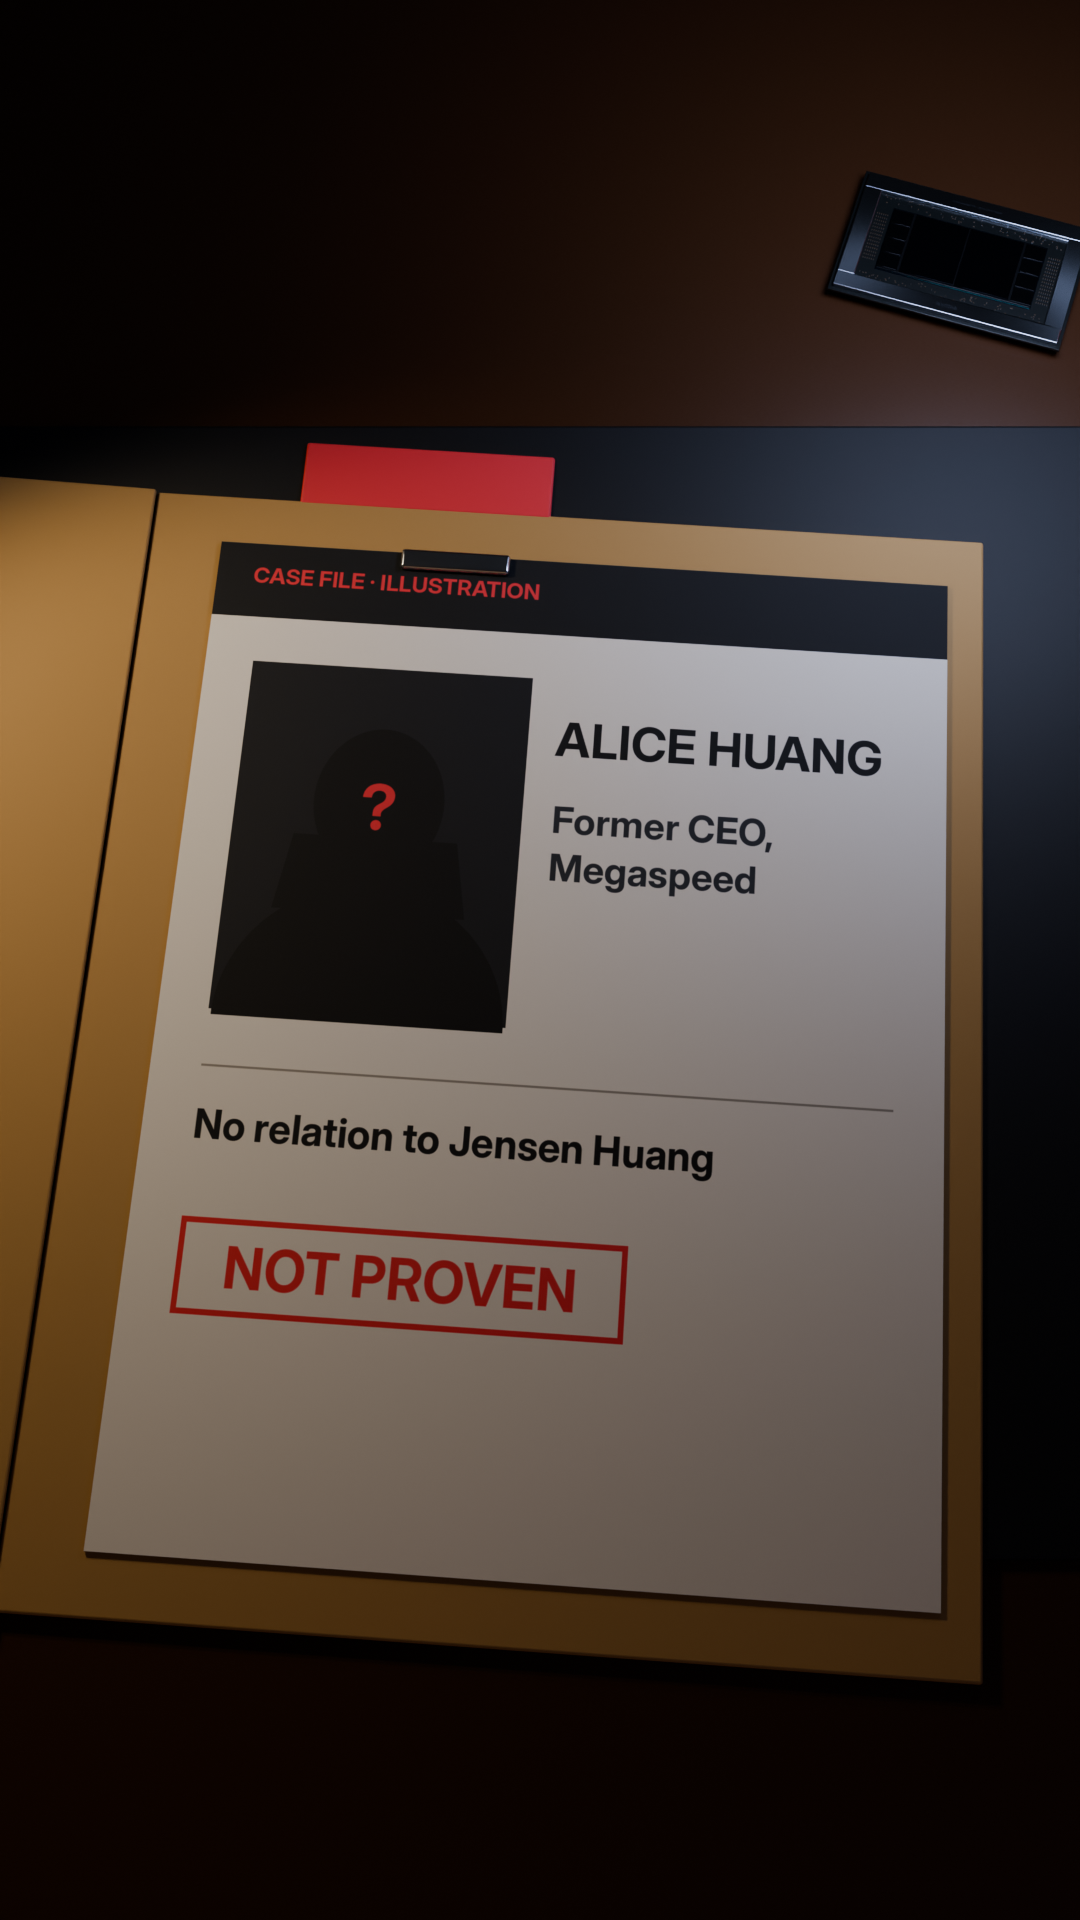 CASE FILE · ILLUSTRATION
ALICE HUANG
Former CEO,
Megaspeed
?
No relation to Jensen Huang
NOT PROVEN